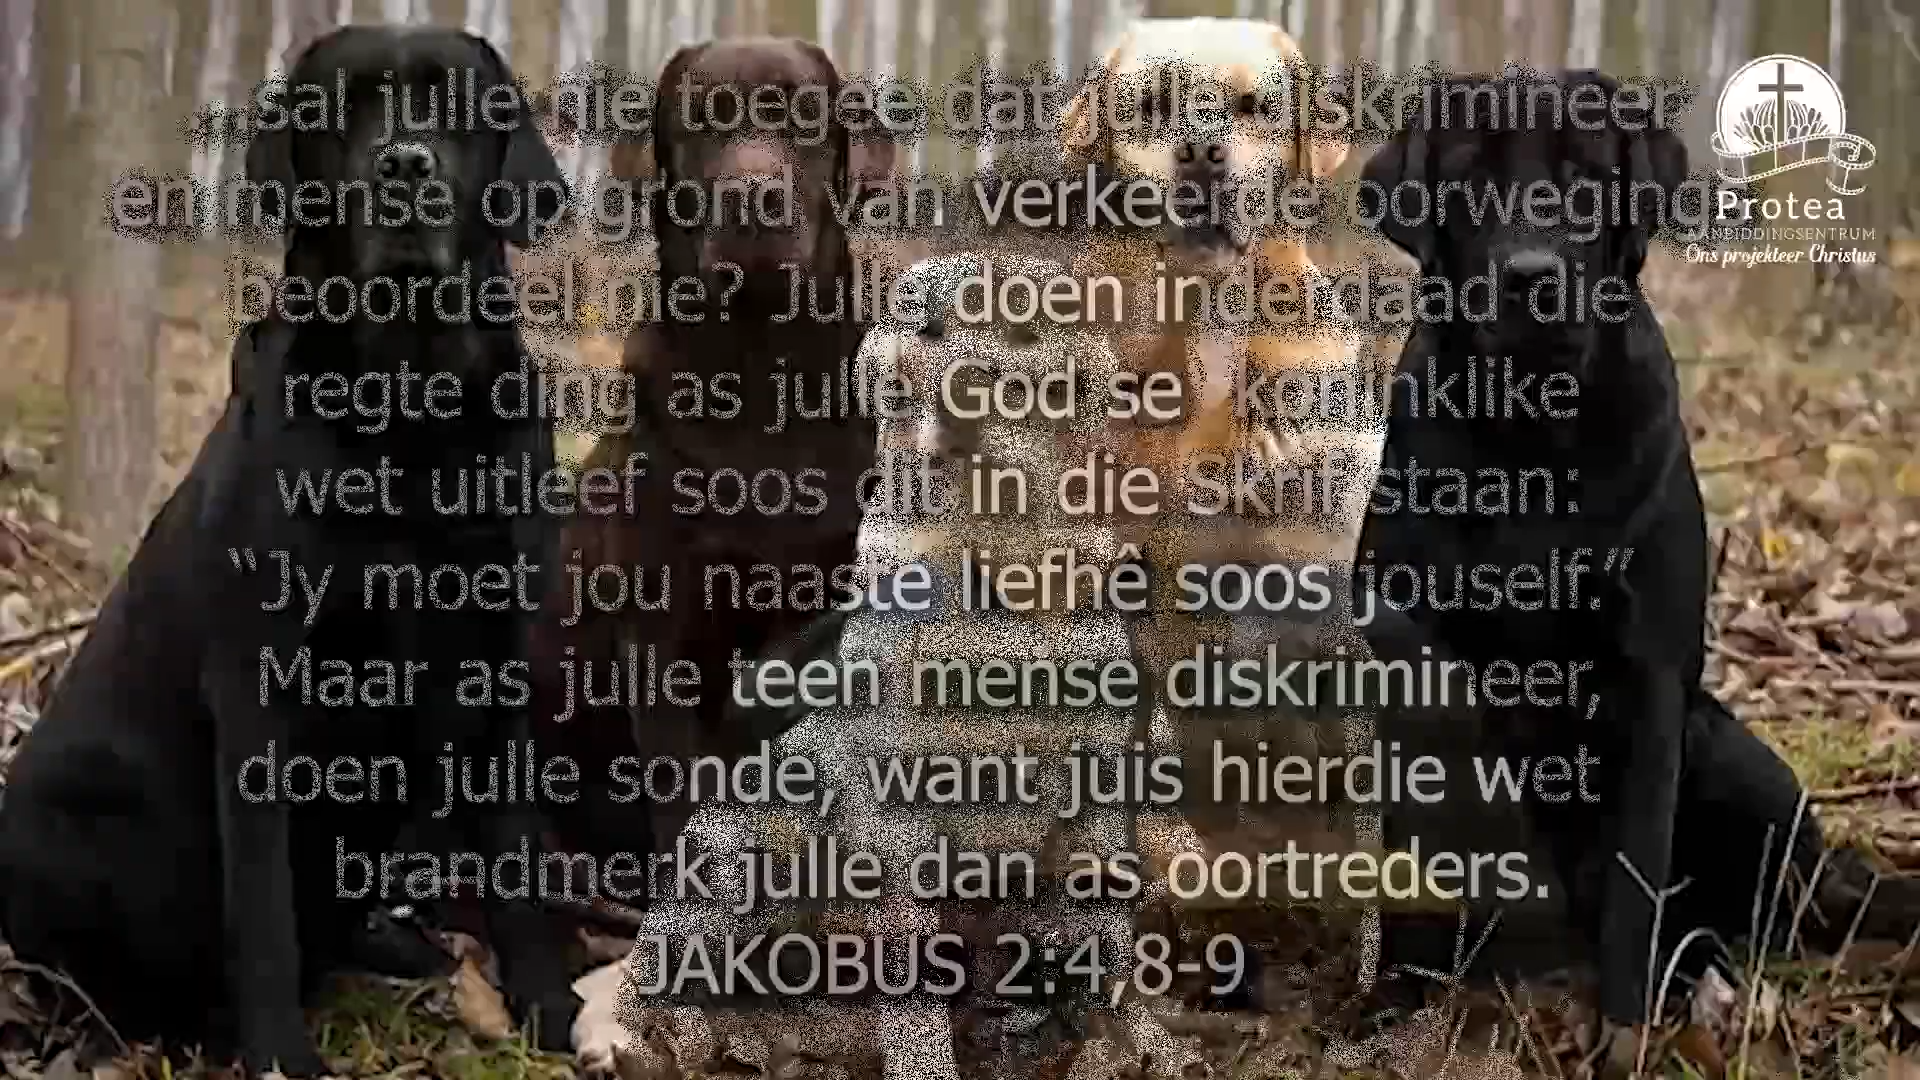 ...sal julle nie toegee dat julle diskrimineer
en mense op grond van verkeerde oorwegings
beoordeel nie? Julle doen inderdaad die
regte ding as julle God se koninklike
wet uitleef soos dit in die Skrif staan:
“Jy moet jou naaste liefhê soos jouself.”
Maar as julle teen mense diskrimineer,
doen julle sonde, want juis hierdie wet
brandmerk julle dan as oortreders.
JAKOBUS 2:4,8-9
Protea
AANBIDDINGSENTRUM
Ons projekteer Christus